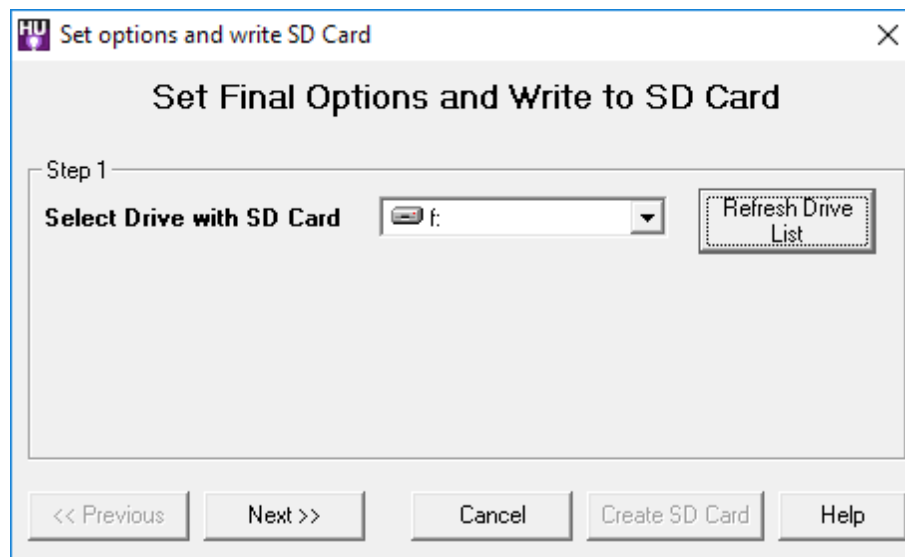 HU Set options and write SD Card
Set Final Options and Write to SD Card
Step 1
Select Drive with SD Card
f:
Refresh Drive
List
<< Previous
Next >>
Cancel
Create SD Card
Help